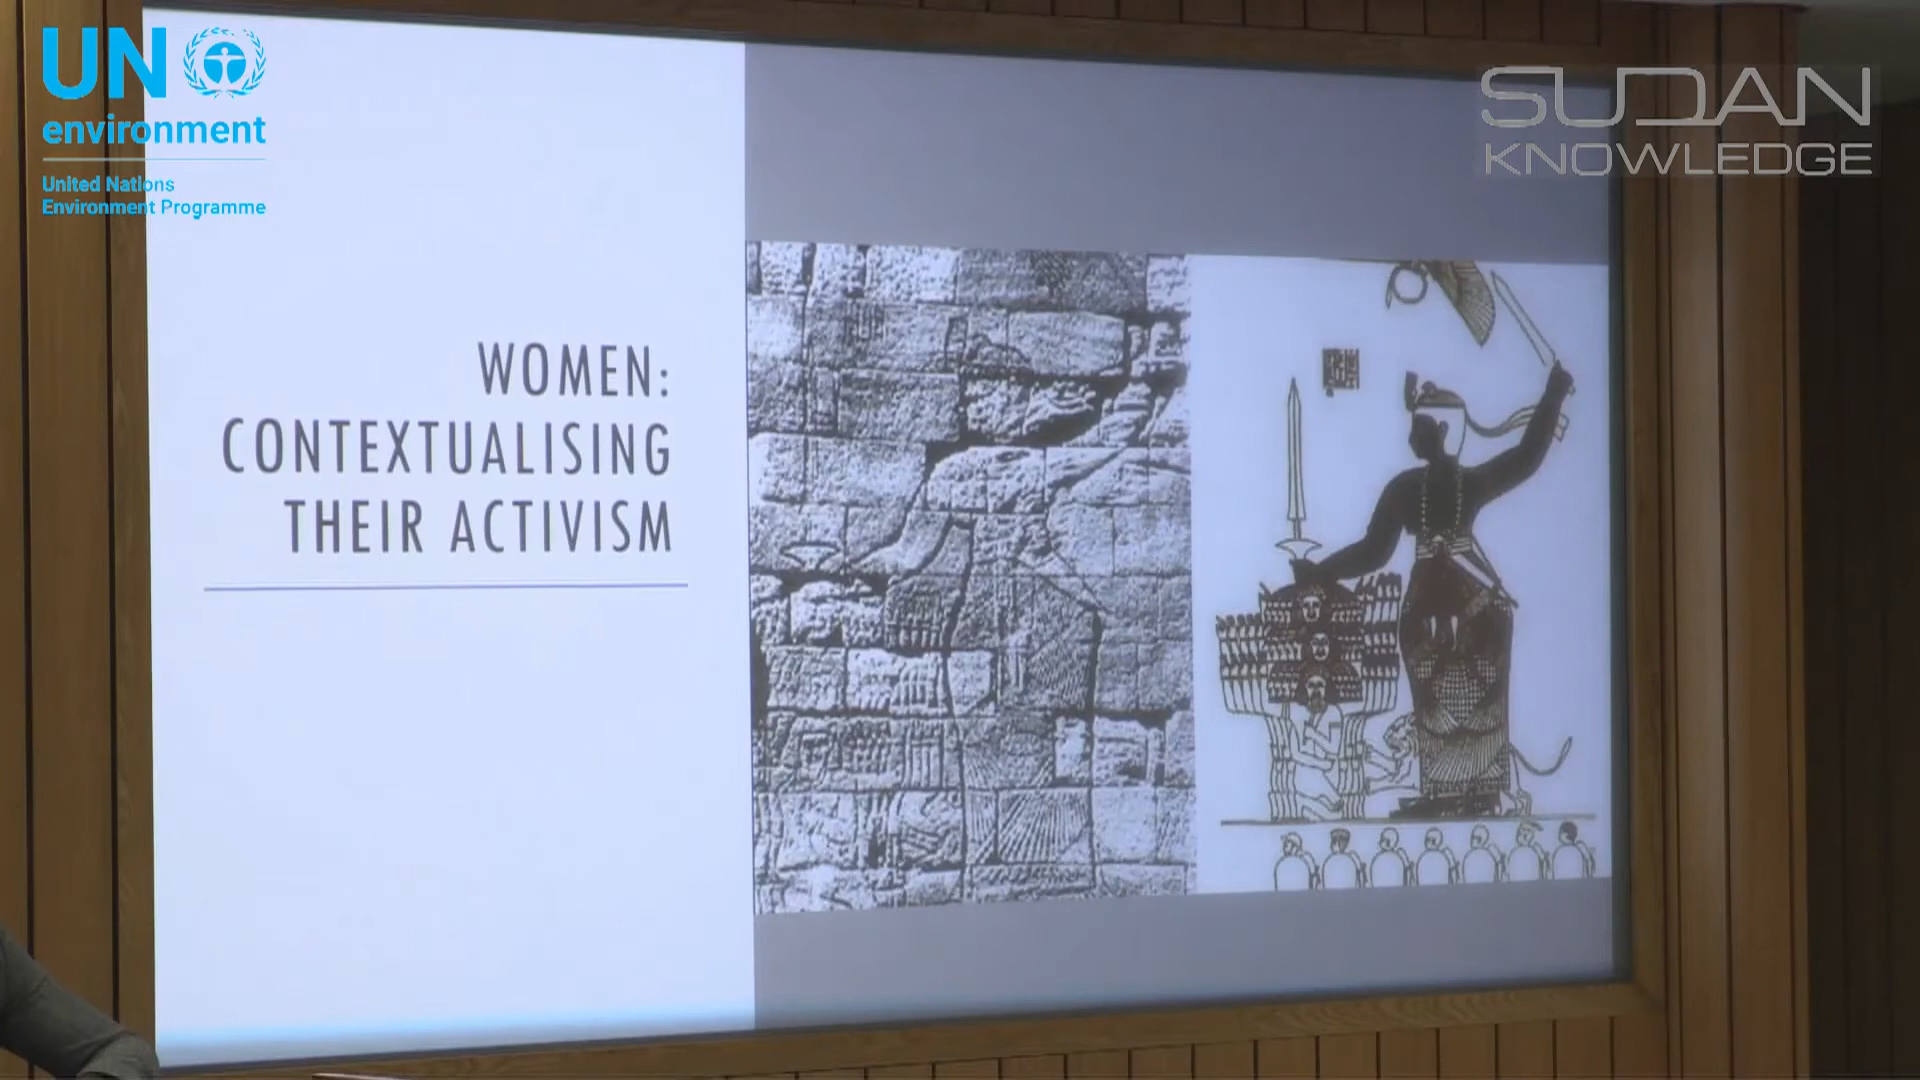 UN
environment
United Nations
Environment Programme
SUDAN
KNOWLEDGE
WOMEN:
CONTEXTUALISING
THEIR ACTIVISM